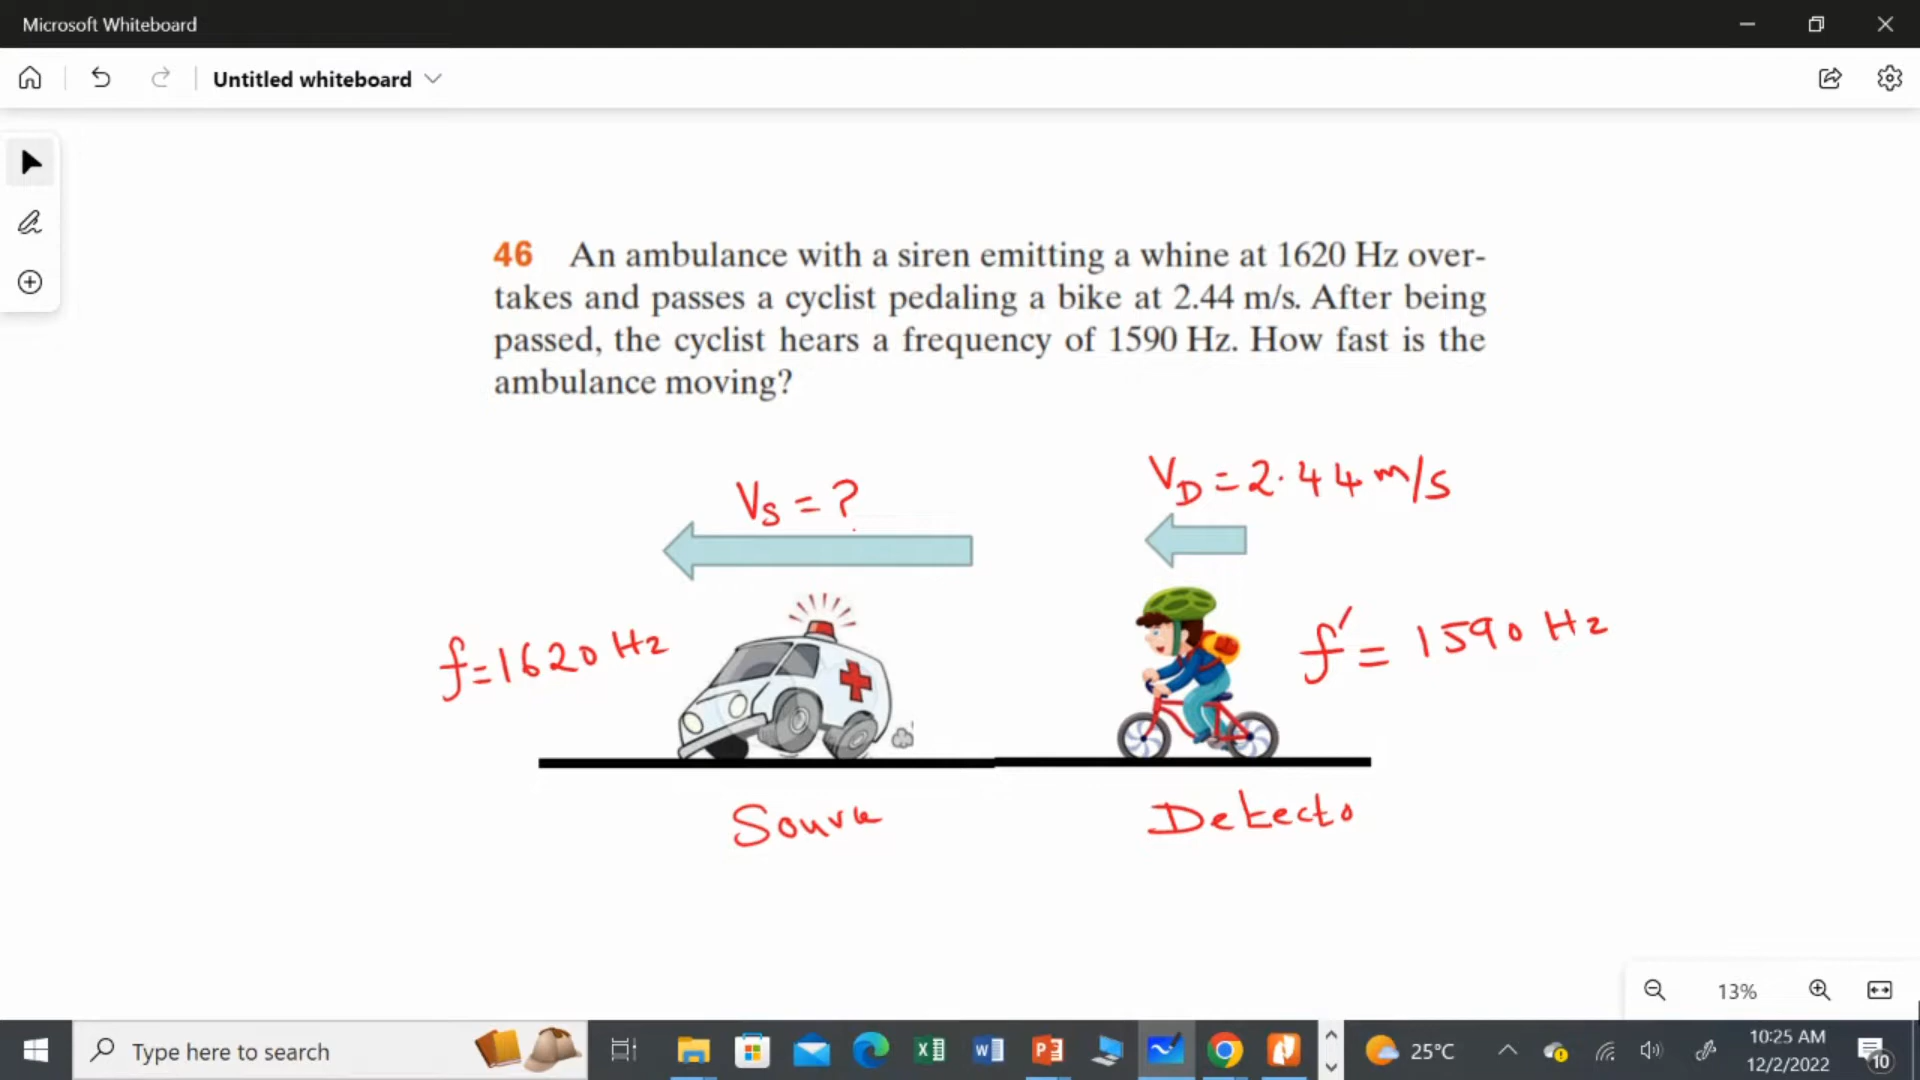 Microsoft Whiteboard
Untitled whiteboard
46 An ambulance with a siren emitting a whine at 1620 Hz over-
takes and passes a cyclist pedaling a bike at 2.44 m/s. After being
passed, the cyclist hears a frequency of 1590 Hz. How fast is the
ambulance moving?
Vs = ?
VD = 2.44 m/s
f = 1620 Hz
f' = 1590 Hz
Source
Detecto
13%
Type here to search
25°C
10:25 AM
12/2/2022
10